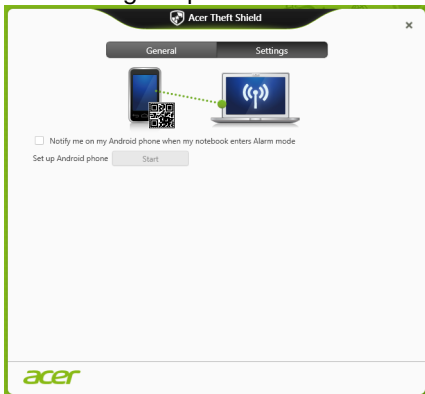 Acer Theft Shield
General Settings
Notify me on my Android phone when my notebook enters Alarm mode
Set up Android phone Start
acer